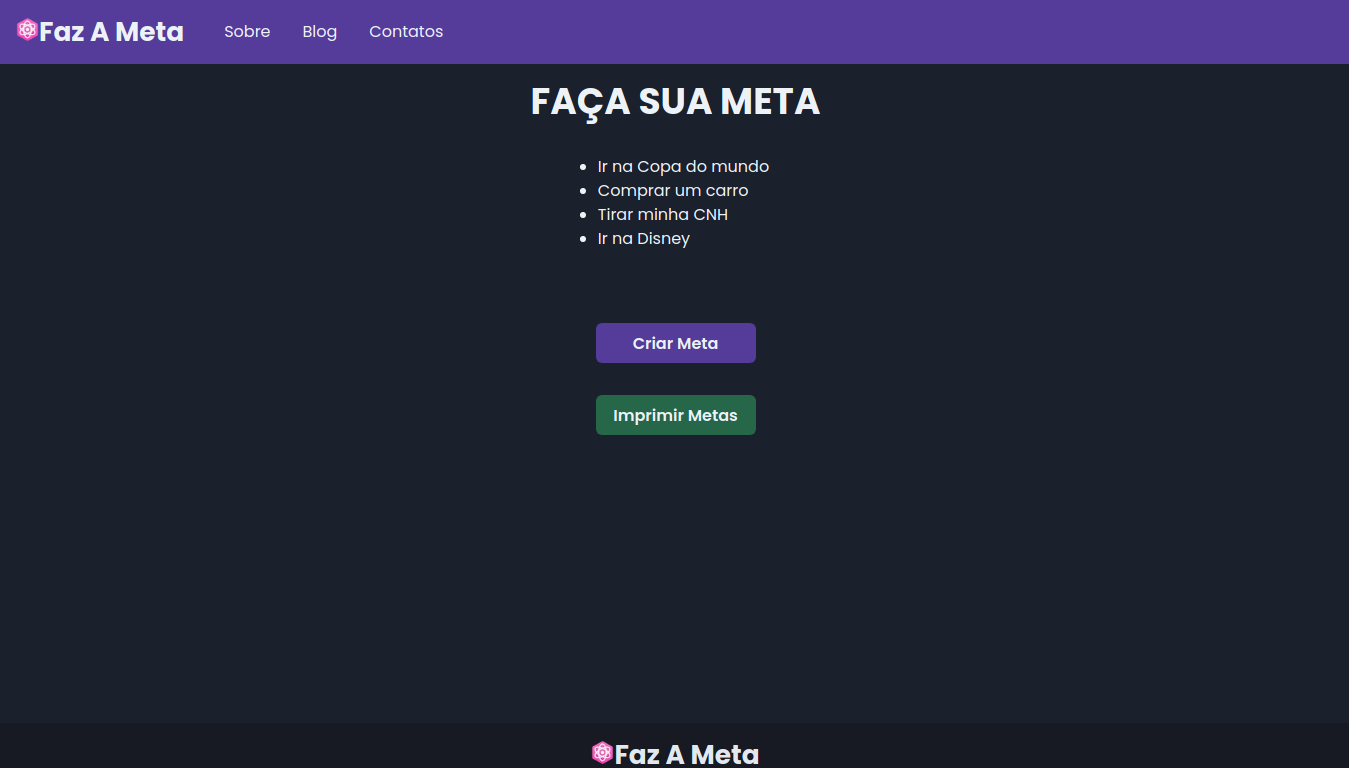 Faz A Meta
Sobre
Blog
Contatos
FAÇA SUA META
Ir na Copa do mundo
Comprar um carro
Tirar minha CNH
Ir na Disney
Criar Meta
Imprimir Metas
Faz A Meta